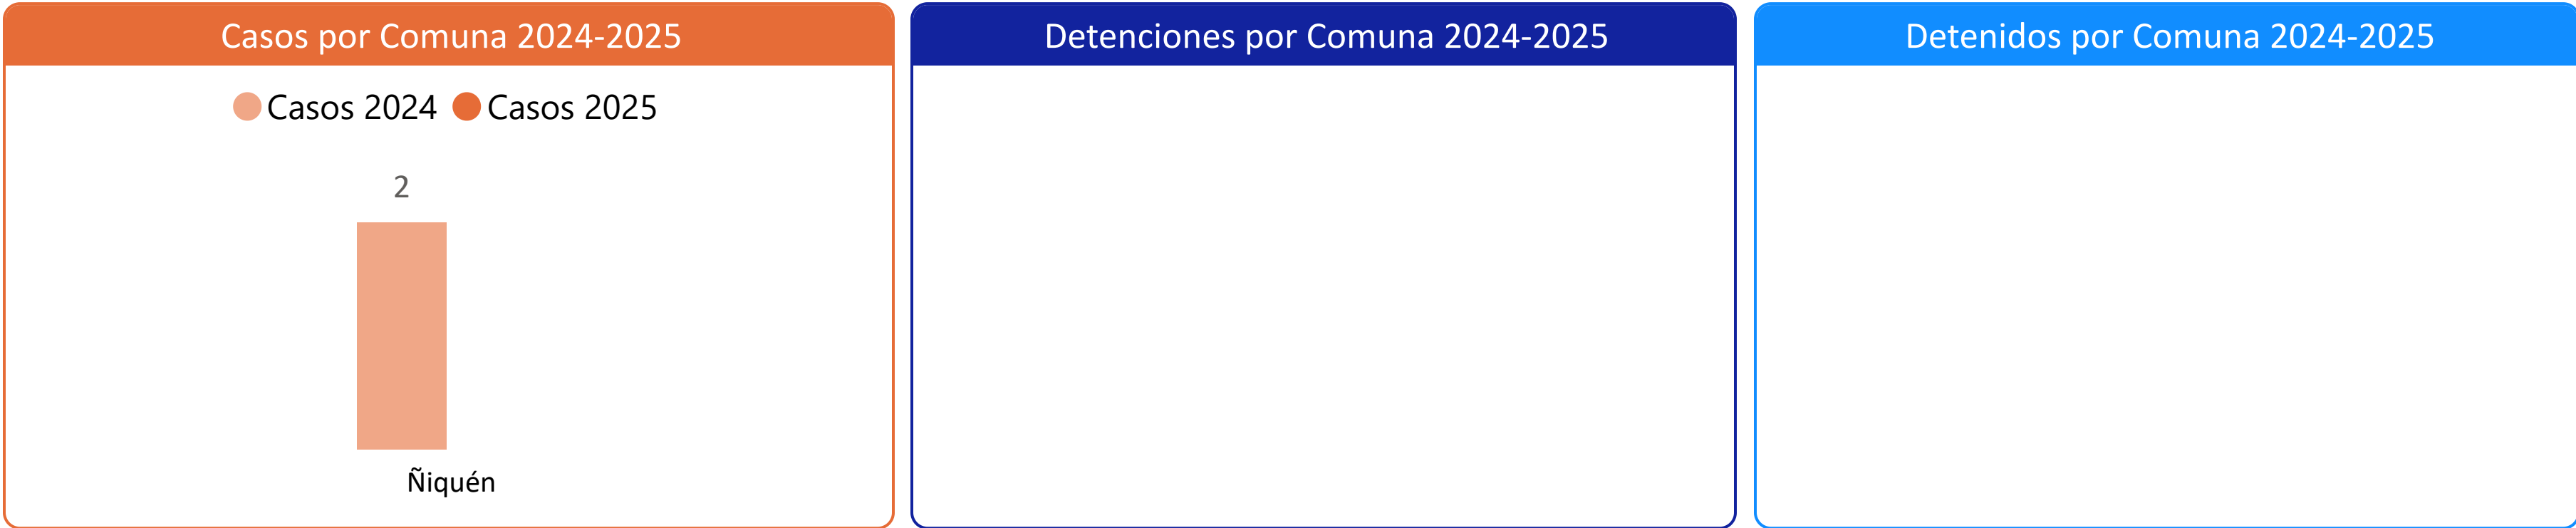 Casos por Comuna 2024-2025
Casos 2024 Casos 2025
2
Ñiquén
Detenciones por Comuna 2024-2025
Detenidos por Comuna 2024-2025